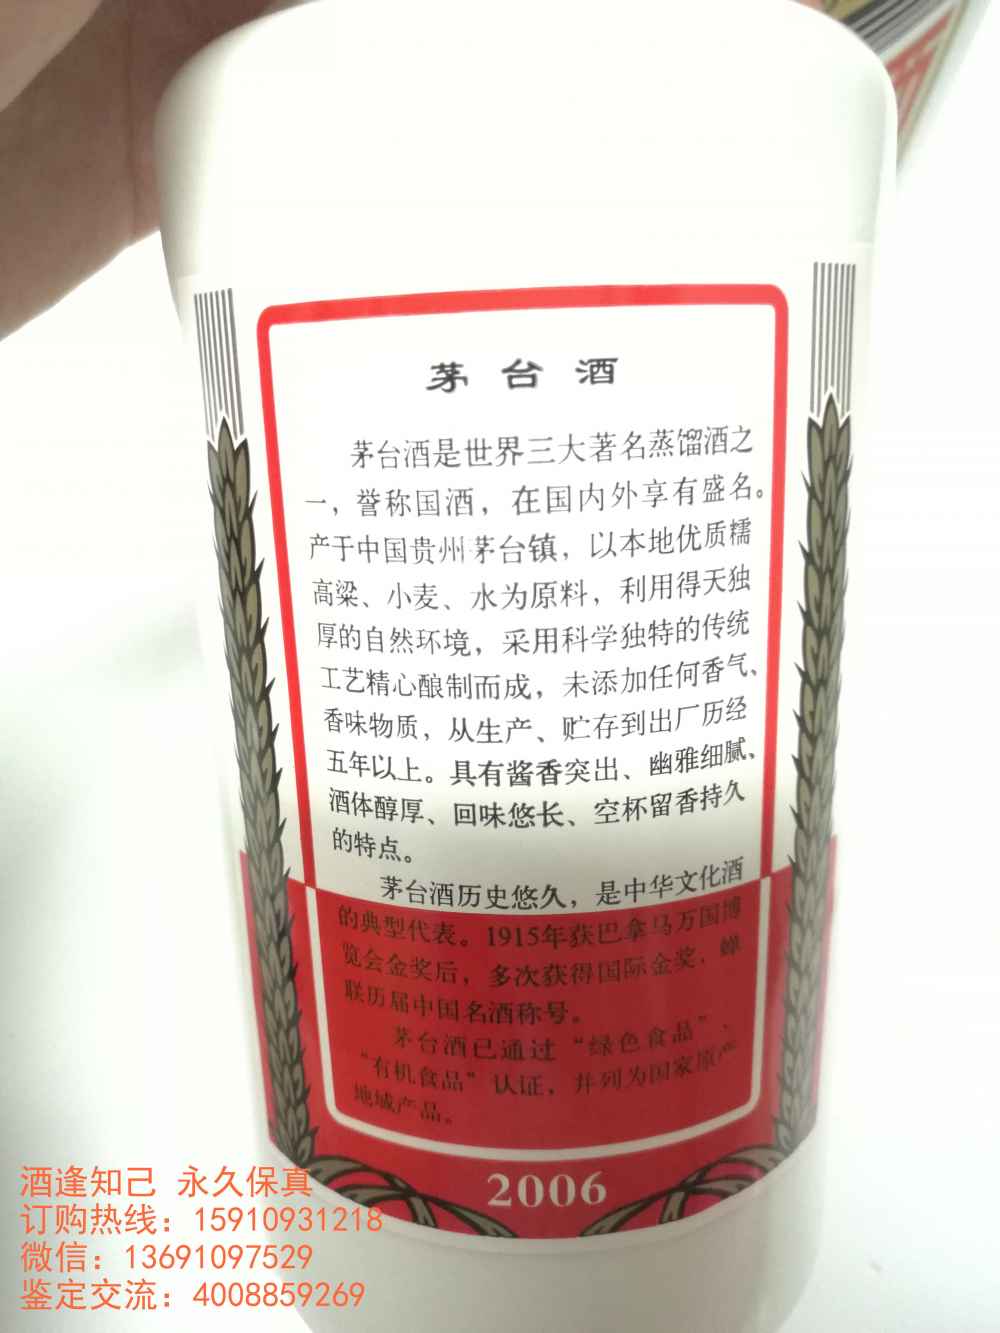 茅台酒
茅台酒是世界三大著名蒸馏酒之
一，誉称国酒，在国内外享有盛名。
产于中国贵州茅台镇，以本地优质糯
高粱、小麦、水为原料，利用得天独
厚的自然环境，采用科学独特的传统
工艺精心酿制而成，未添加任何香气、
香味物质，从生产、贮存到出厂历经
五年以上。具有酱香突出、幽雅细腻、
酒体醇厚、回味悠长、空杯留香持久
的特点。
茅台酒历史悠久，是中华文化酒
的典型代表。1915年获巴拿马万国博
览会金奖后，多次获得国际金奖，蝉
联历届中国名酒称号。
茅台酒已通过“绿色食品”、
“有机食品”认证，并列为国家原产
地域产品。
2006
酒逢知己 永久保真
订购热线：15910931218
微信：13691097529
鉴定交流：4008859269